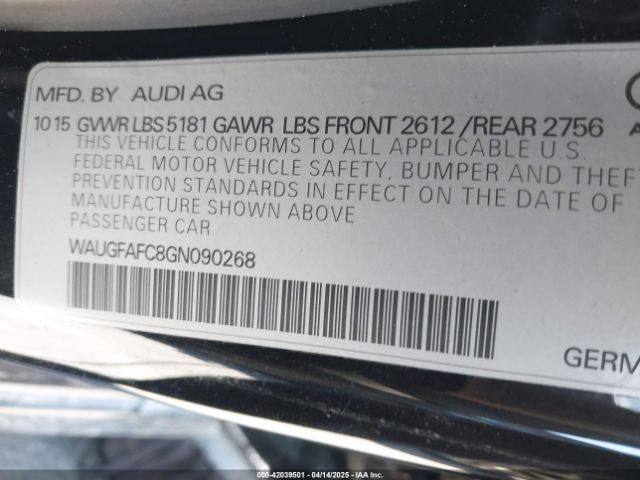 MFD. BY AUDI AG
10 15 GVWR LBS 5181 GAWR LBS FRONT 2612 /REAR 2756
THIS VEHICLE CONFORMS TO ALL APPLICABLE U.S.
FEDERAL MOTOR VEHICLE SAFETY, BUMPER AND THEFT
PREVENTION STANDARDS IN EFFECT ON THE DATE OF
MANUFACTURE SHOWN ABOVE
PASSENGER CAR
WAUGFAFC8GN090268
GERM
000-42039501 - 04/14/2025 - IAA Inc.